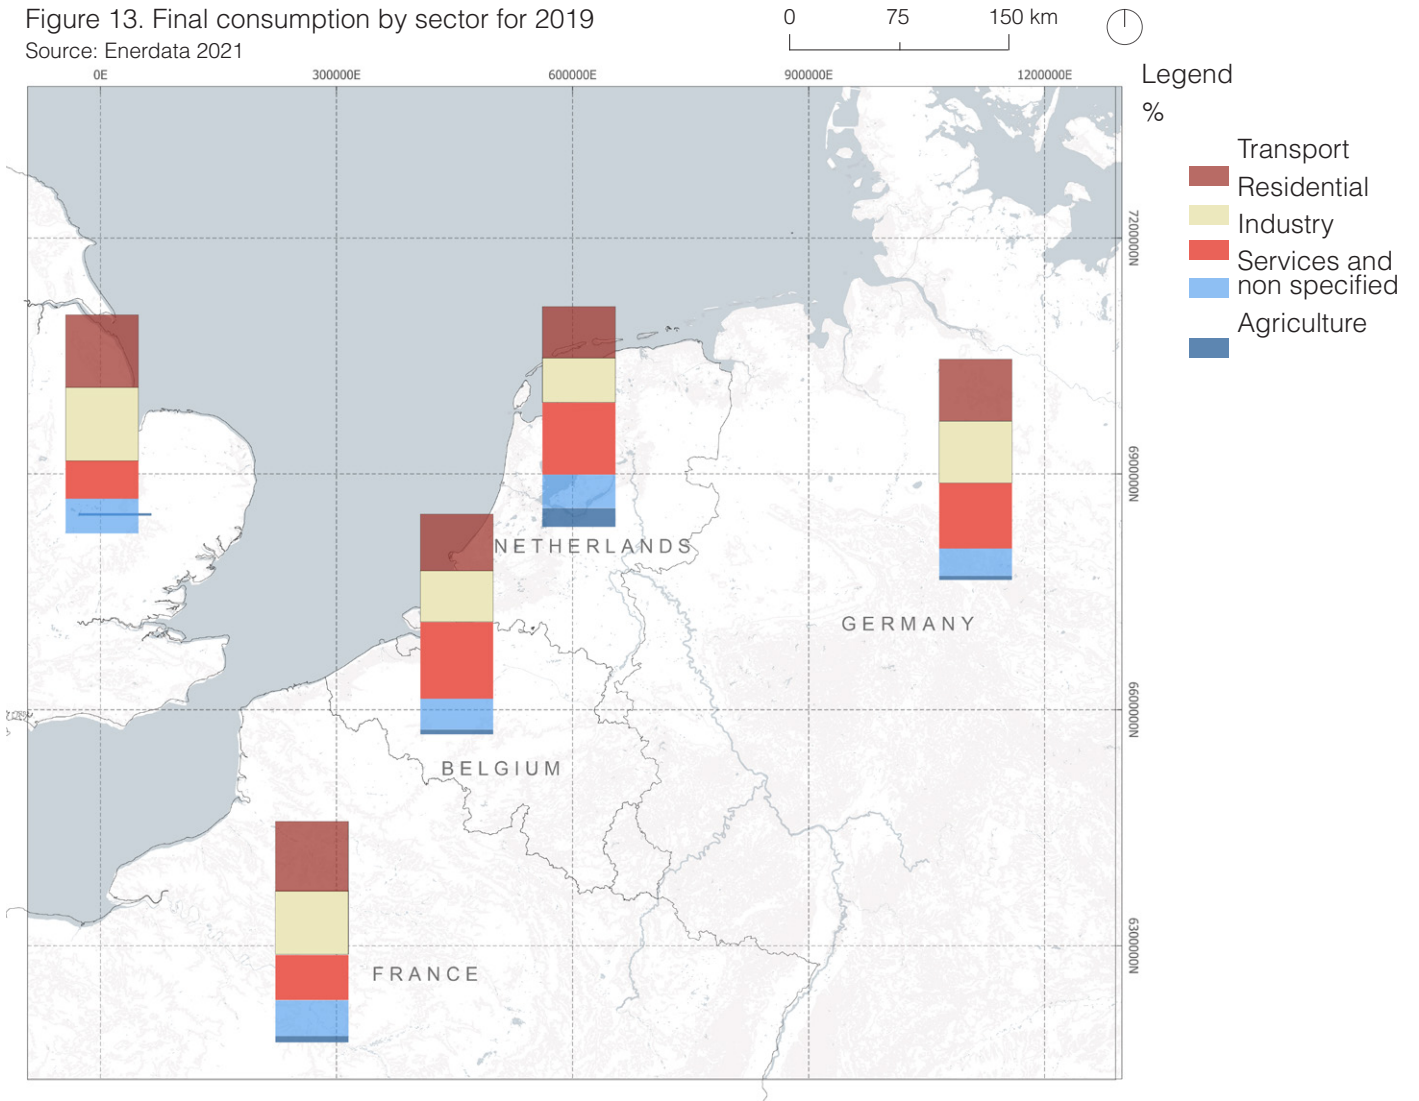 Figure 13. Final consumption by sector for 2019
Source: Enerdata 2021
0 75 150 km
0E 300000E 600000E 900000E 1200000E
Legend
%
Transport
Residential
Industry
Services and
non specified
Agriculture
7200000N
6900000N
6600000N
6300000N
NETHERLANDS
GERMANY
BELGIUM
FRANCE